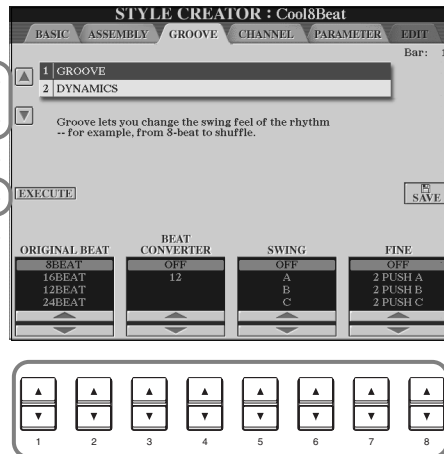 STYLE CREATOR : Cool8Beat
BASIC ASSEMBLY GROOVE CHANNEL PARAMETER EDIT
Bar: 1
1 GROOVE
2 DYNAMICS
Groove lets you change the swing feel of the rhythm
-- for example, from 8-beat to shuffle.
EXECUTE
SAVE
ORIGINAL BEAT
8BEAT
16BEAT
12BEAT
24BEAT
BEAT
CONVERTER
OFF
12
SWING
OFF
A
B
C
FINE
OFF
2 PUSH A
2 PUSH B
2 PUSH C
1 2 3 4 5 6 7 8